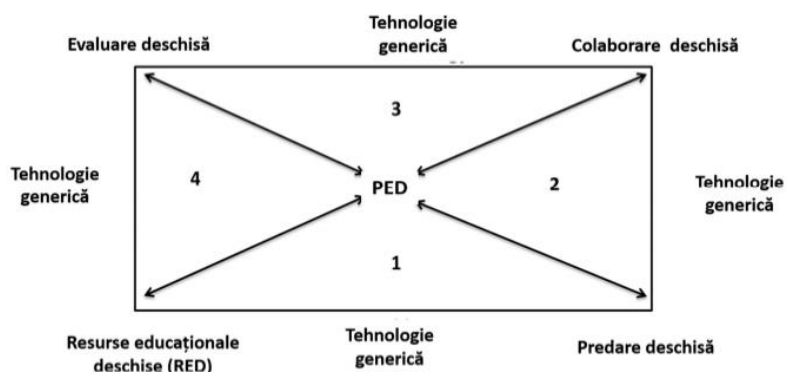 Tehnologie
generică
Evaluare deschisă
Colaborare deschisă
3
Tehnologie
generică
4
PED
2
Tehnologie
generică
1
Resurse educaționale
deschise (RED)
Tehnologie
generică
Predare deschisă